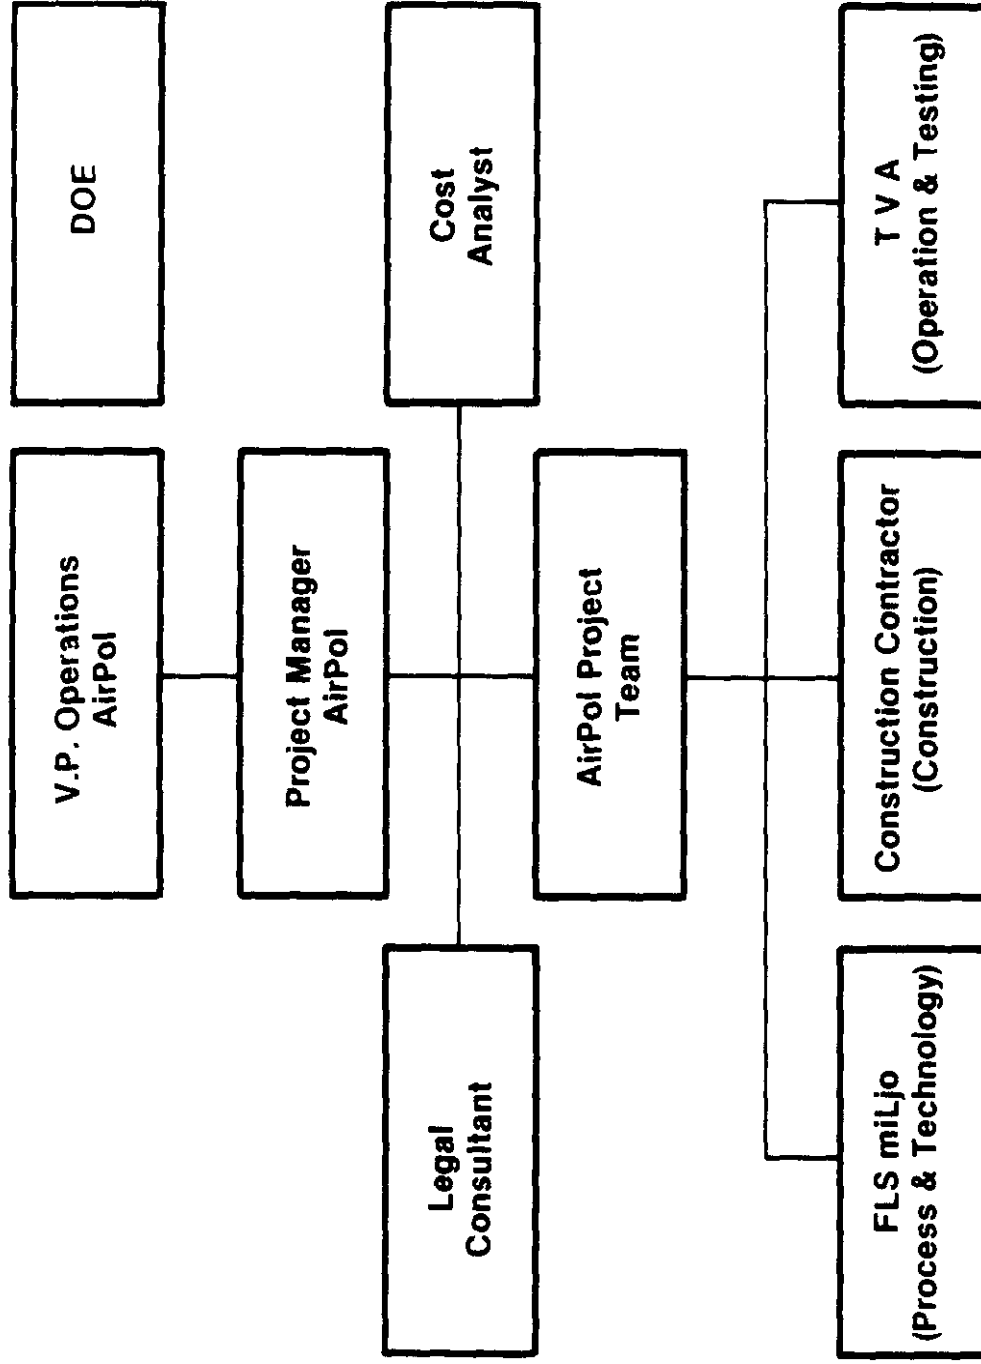 V.P. Operations
AirPol
DOE
Project Manager
AirPol
Legal
Consultant
Cost
Analyst
AirPol Project
Team
FLS miLjo
(Process & Technology)
Construction Contractor
(Construction)
T V A
(Operation & Testing)